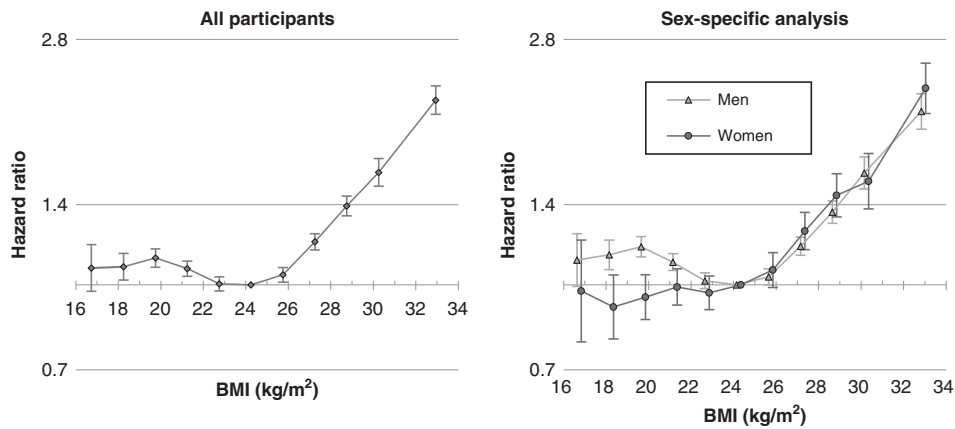 All participants
2.8
1.4
0.7
Hazard ratio
16 18 20 22 24 26 28 30 32 34
BMI (kg/m²)
Sex-specific analysis
2.8
1.4
0.7
Hazard ratio
Men
Women
16 18 20 22 24 26 28 30 32 34
BMI (kg/m²)